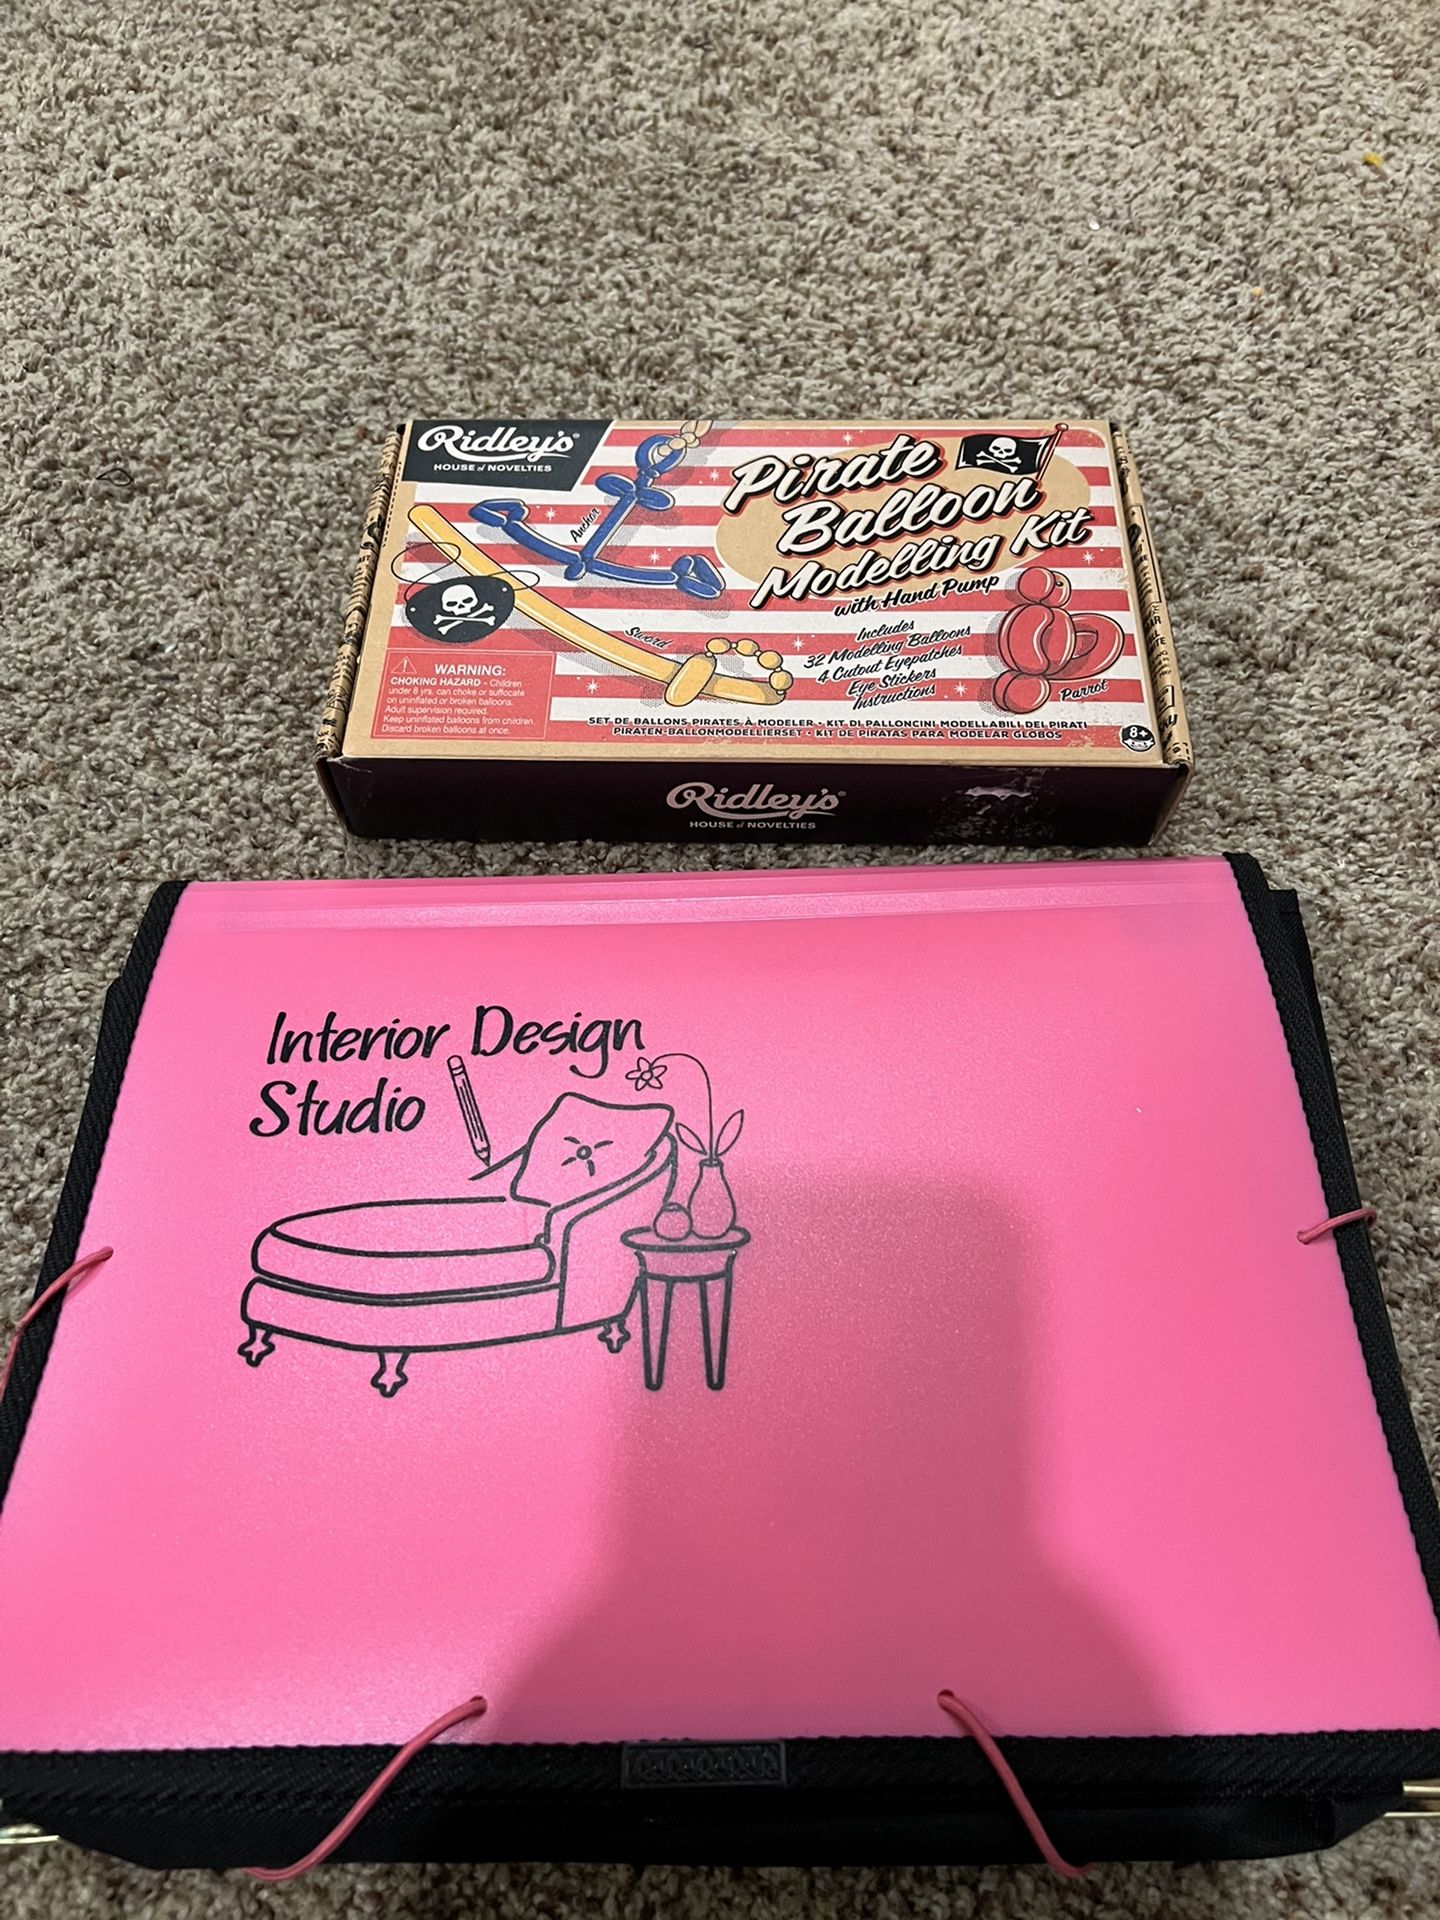 Ridley's®
HOUSE of NOVELTIES
Pirate
Balloon
Modelling Kit
with Hand Pump
Anchor
Sword
Includes
32 Modelling Balloons
4 Cutout Eyepatches
Eye Stickers
Instructions
Parrot
WARNING:
CHOKING HAZARD - Children
under 8 yrs. can choke or suffocate
on uninflated or broken balloons.
Adult supervision required.
Keep uninflated balloons from children.
Discard broken balloons at once.
SET DE BALLONS PIRATES À MODELER • KIT DI PALLONCINI MODELLABILI DEI PIRATI
PIRATEN-BALLONMODELLIERSET • KIT DE PIRATAS PARA MODELAR GLOBOS
8+
Ridley's®
HOUSE of NOVELTIES
Interior Design
Studio